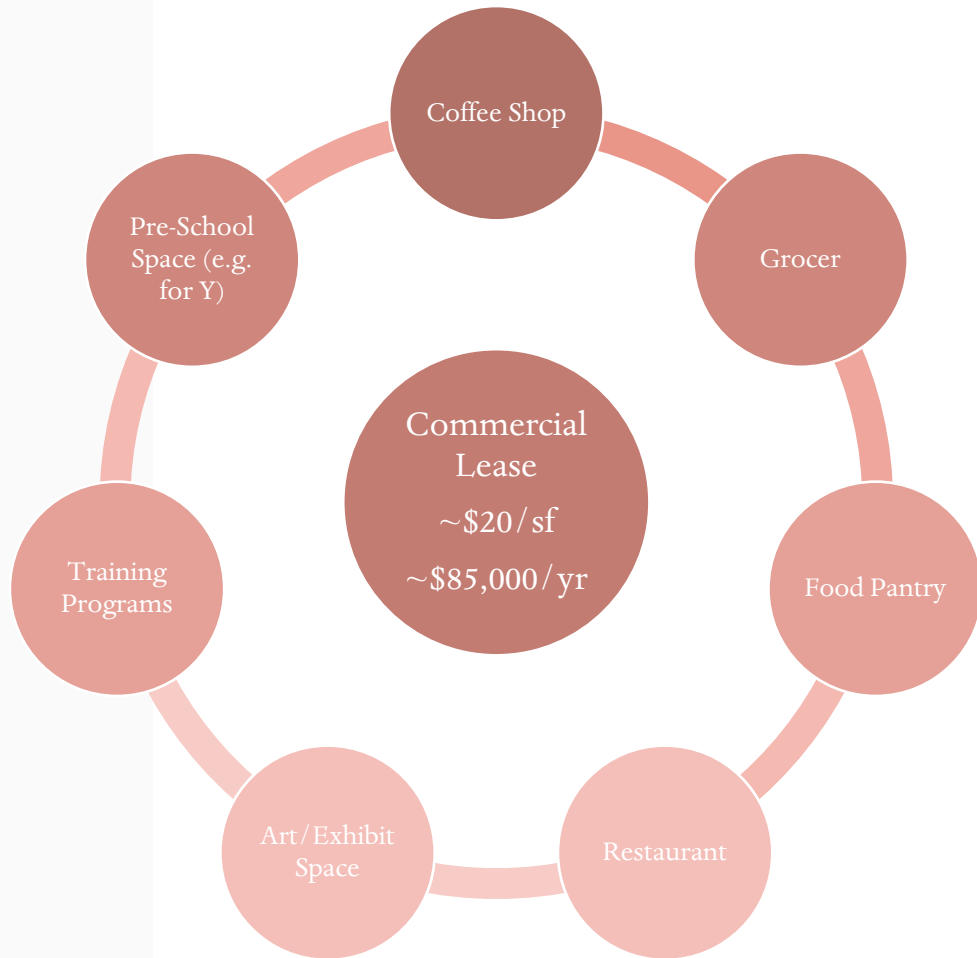 Coffee Shop
Grocer
Food Pantry
Restaurant
Art/Exhibit
Space
Training
Programs
Pre-School
Space (e.g.
for Y)
Commercial
Lease
~$20/sf
~$85,000/yr